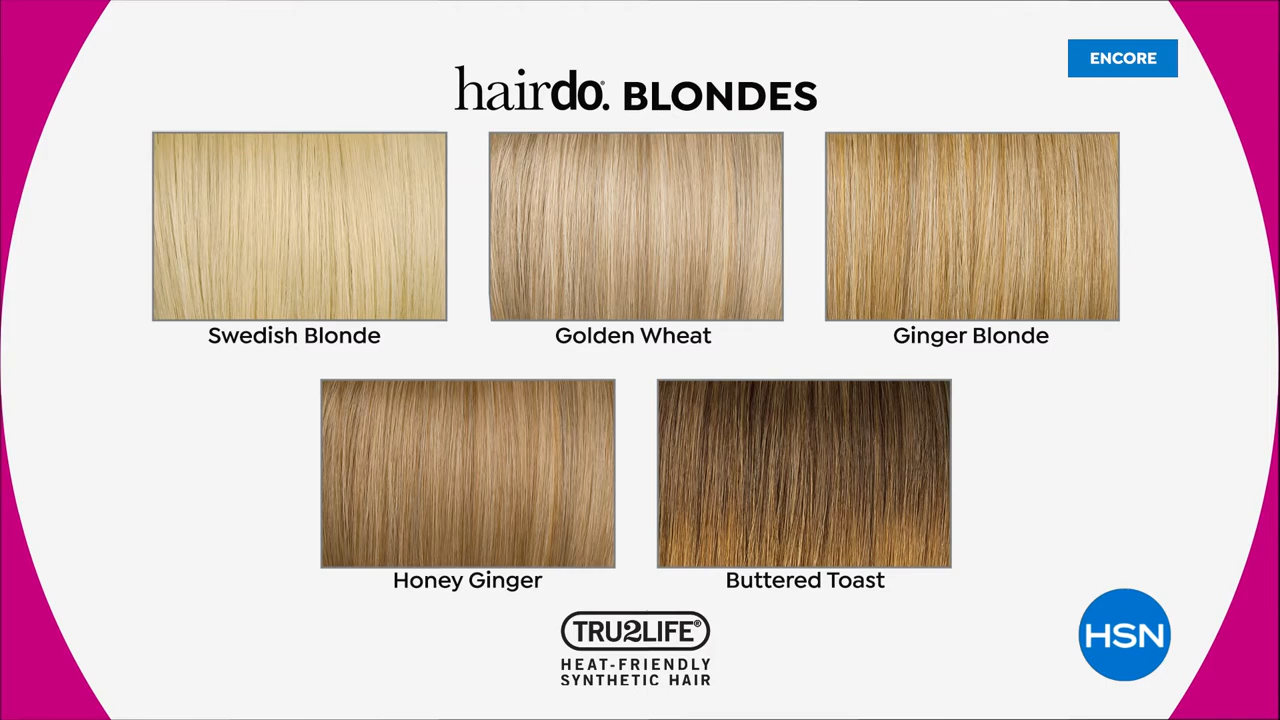 ENCORE
hairdo. BLONDES
Swedish Blonde
Golden Wheat
Ginger Blonde
Honey Ginger
Buttered Toast
TRU2LIFE®
HEAT-FRIENDLY
SYNTHETIC HAIR
HSN